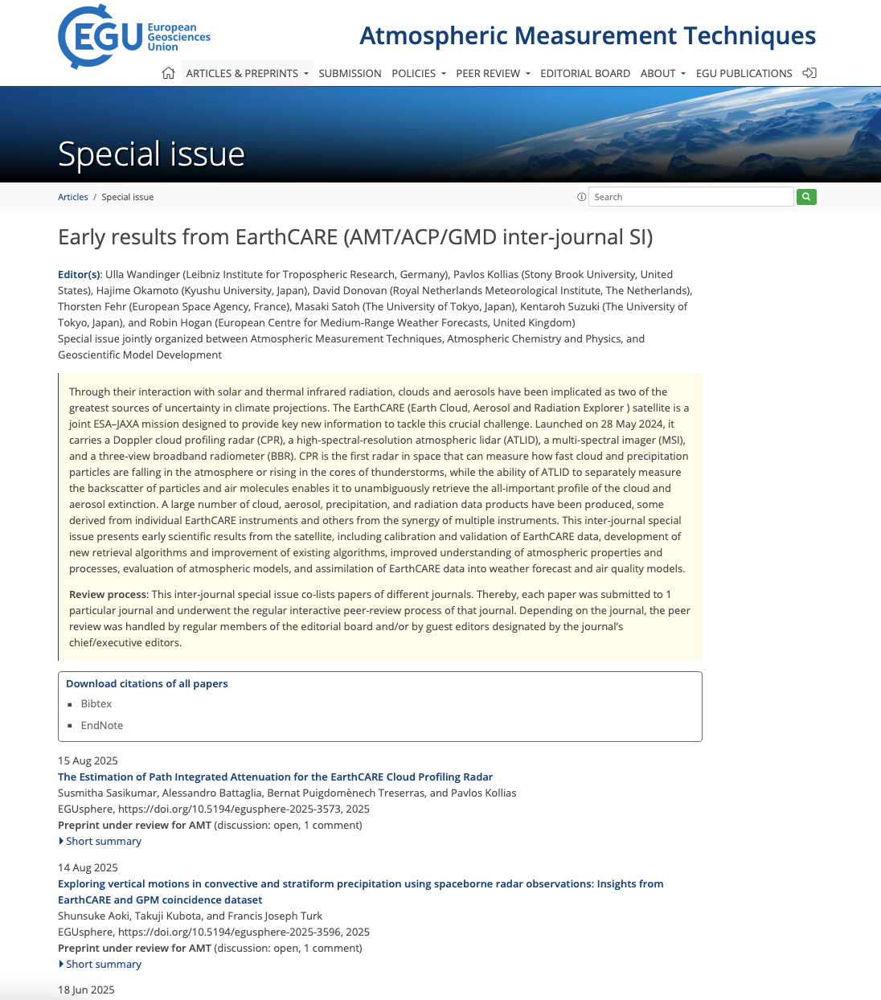 EGU
European
Geosciences
Union
Atmospheric Measurement Techniques
ARTICLES & PREPRINTS SUBMISSION POLICIES PEER REVIEW EDITORIAL BOARD ABOUT EGU PUBLICATIONS
Special issue
Articles / Special issue
Search
Early results from EarthCARE (AMT/ACP/GMD inter-journal SI)
Editor(s): Ulla Wandinger (Leibniz Institute for Tropospheric Research, Germany), Pavlos Kollias (Stony Brook University, United
States), Hajime Okamoto (Kyushu University, Japan), David Donovan (Royal Netherlands Meteorological Institute, The Netherlands),
Thorsten Fehr (European Space Agency, France), Masaki Satoh (The University of Tokyo, Japan), Kentaroh Suzuki (The University of
Tokyo, Japan), and Robin Hogan (European Centre for Medium-Range Weather Forecasts, United Kingdom)
Special issue jointly organized between Atmospheric Measurement Techniques, Atmospheric Chemistry and Physics, and
Geoscientific Model Development
Through their interaction with solar and thermal infrared radiation, clouds and aerosols have been implicated as two of the
greatest sources of uncertainty in climate projections. The EarthCARE (Earth Cloud, Aerosol and Radiation Explorer ) satellite is a
joint ESA–JAXA mission designed to provide key new information to tackle this crucial challenge. Launched on 28 May 2024, it
carries a Doppler cloud profiling radar (CPR), a high-spectral-resolution atmospheric lidar (ATLID), a multi-spectral imager (MSI),
and a three-view broadband radiometer (BBR). CPR is the first radar in space that can measure how fast cloud and precipitation
particles are falling in the atmosphere or rising in the cores of thunderstorms, while the ability of ATLID to separately measure
the backscatter of particles and air molecules enables it to unambiguously retrieve the all-important profile of the cloud and
aerosol extinction. A large number of cloud, aerosol, precipitation, and radiation data products have been produced, some
derived from individual EarthCARE instruments and others from the synergy of multiple instruments. This inter-journal special
issue presents early scientific results from the satellite, including calibration and validation of EarthCARE data, development of
new retrieval algorithms and improvement of existing algorithms, improved understanding of atmospheric properties and
processes, evaluation of atmospheric models, and assimilation of EarthCARE data into weather forecast and air quality models.
Review process: This inter-journal special issue co-lists papers of different journals. Thereby, each paper was submitted to 1
particular journal and underwent the regular interactive peer-review process of that journal. Depending on the journal, the peer
review was handled by regular members of the editorial board and/or by guest editors designated by the journal's
chief/executive editors.
Download citations of all papers
Bibtex
EndNote
15 Aug 2025
The Estimation of Path Integrated Attenuation for the EarthCARE Cloud Profiling Radar
Susmitha Sasikumar, Alessandro Battaglia, Bernat Puigdomènech Treserras, and Pavlos Kollias
EGUsphere, https://doi.org/10.5194/egusphere-2025-3573, 2025
Preprint under review for AMT (discussion: open, 1 comment)
Short summary
14 Aug 2025
Exploring vertical motions in convective and stratiform precipitation using spaceborne radar observations: Insights from
EarthCARE and GPM coincidence dataset
Shunsuke Aoki, Takuji Kubota, and Francis Joseph Turk
EGUsphere, https://doi.org/10.5194/egusphere-2025-3596, 2025
Preprint under review for AMT (discussion: open, 1 comment)
Short summary
18 Jun 2025